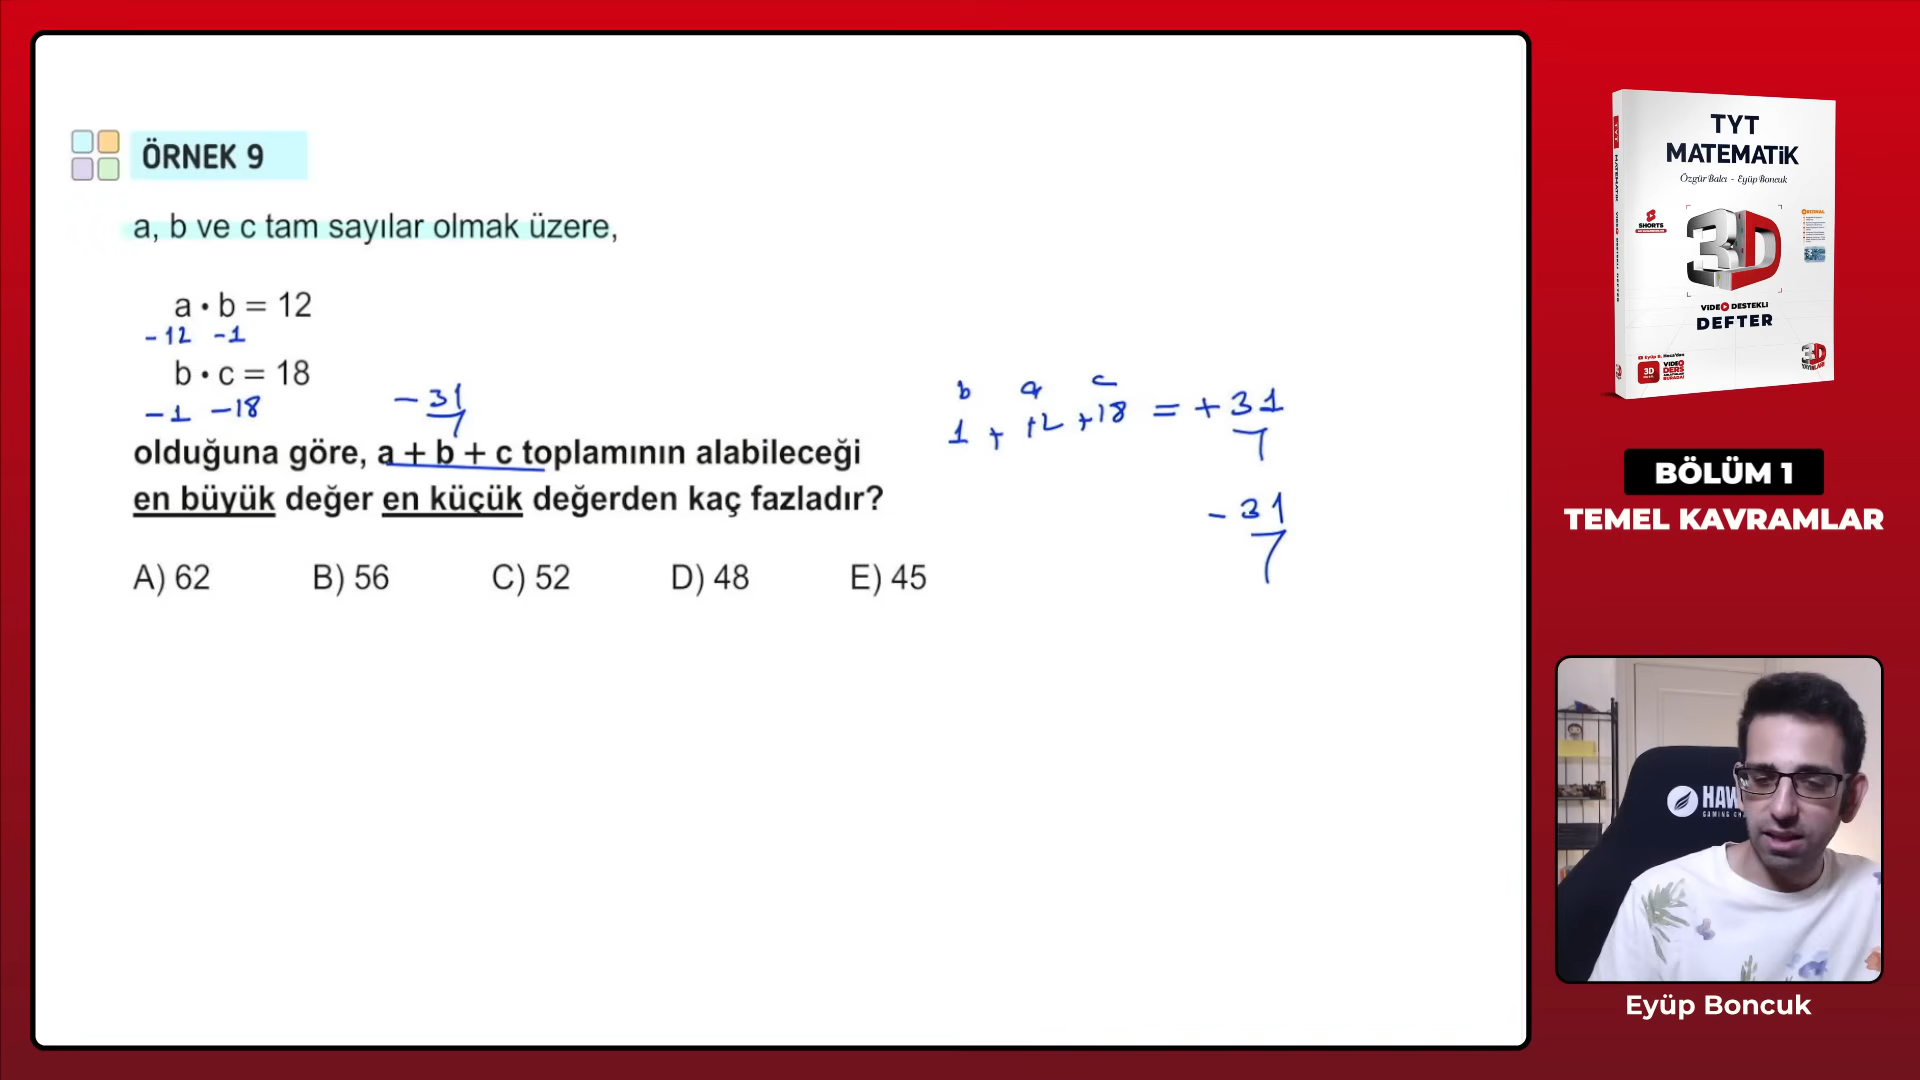 ÖRNEK 9
a, b ve c tam sayılar olmak üzere,
a • b = 12
-12 -1
b • c = 18
-1 -18
-31
olduğuna göre, a + b + c toplamının alabileceği
en büyük değer en küçük değerden kaç fazladır?
A) 62 B) 56 C) 52 D) 48 E) 45
b a c
1 + 12 + 18 = + 31
- 31
TYT
MATEMATİK
Özgür Balcı - Eyüp Boncuk
SHORTS
3D
VIDEO DESTEKLİ
DEFTER
BÖLÜM 1
TEMEL KAVRAMLAR
HAW
Eyüp Boncuk